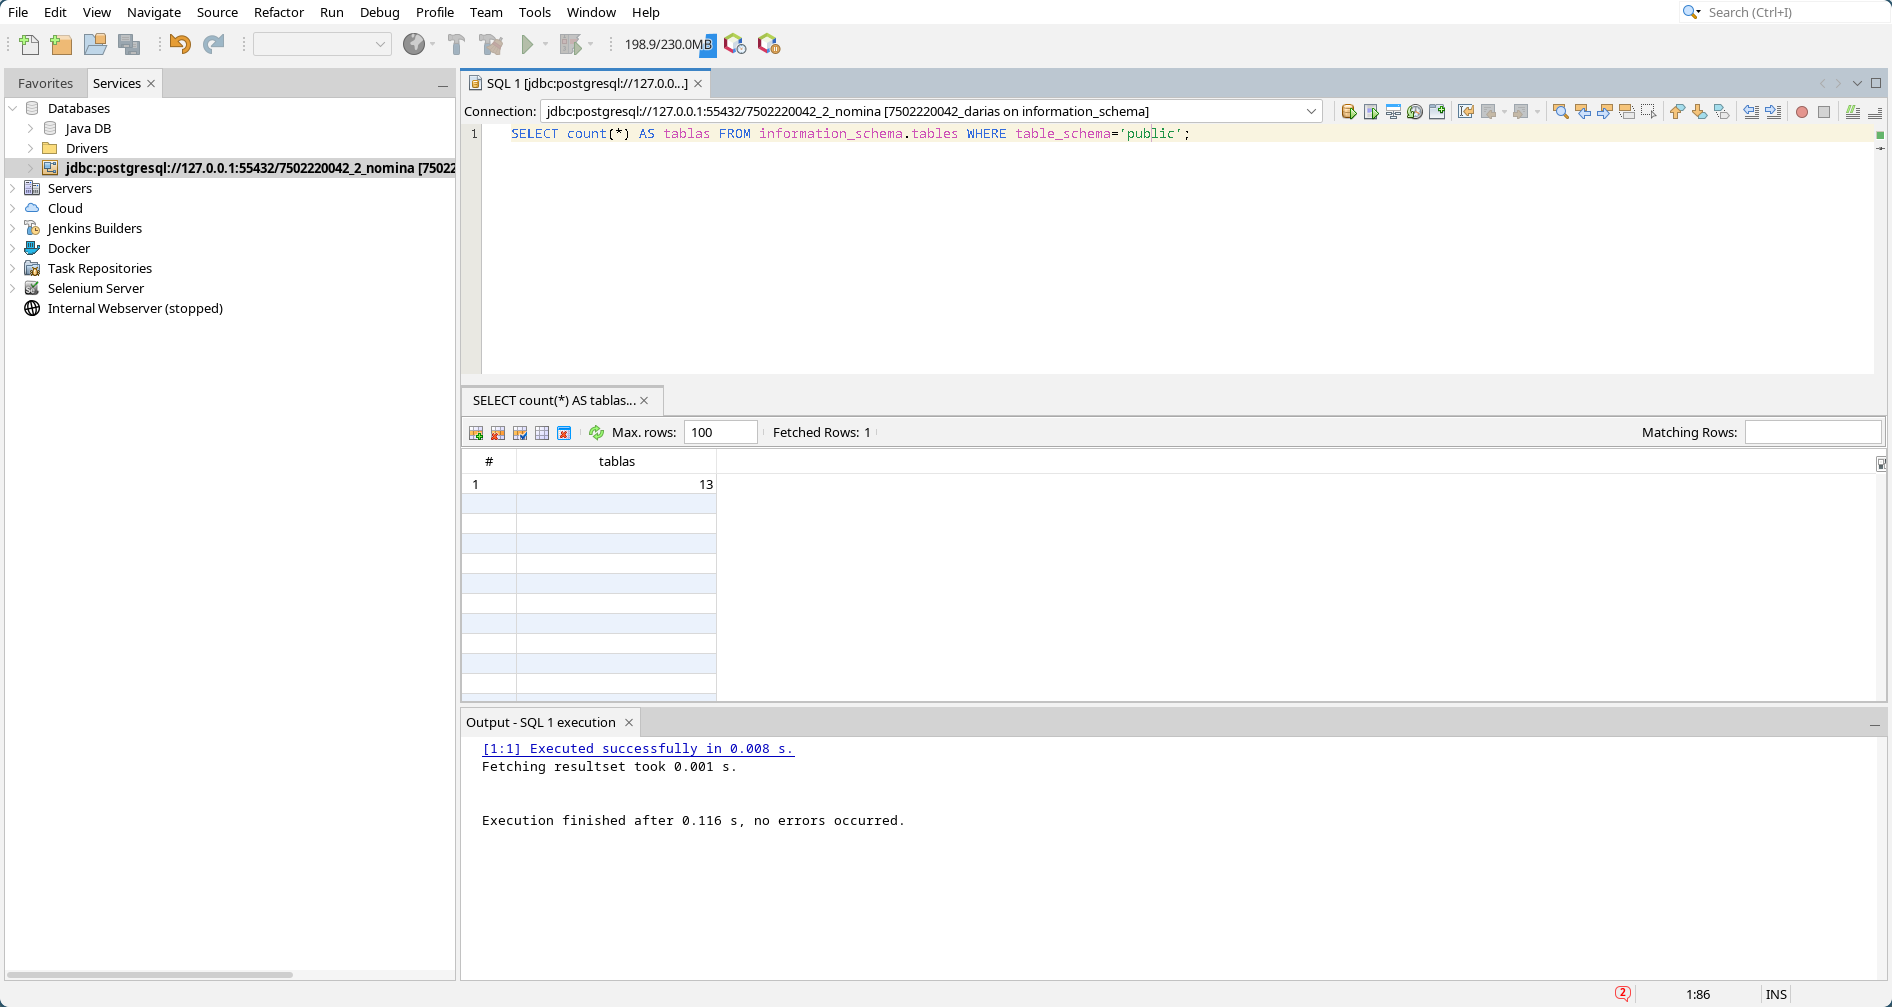 File Edit View Navigate Source Refactor Run Debug Profile Team Tools Window Help
Search (Ctrl+I)
198.9/230.0MB
Favorites
Services
Databases
Java DB
Drivers
jdbc:postgresql://127.0.0.1:55432/7502220042_2_nomina [75022
Servers
Cloud
Jenkins Builders
Docker
Task Repositories
Selenium Server
Internal Webserver (stopped)
SQL 1 [jdbc:postgresql://127.0.0...]
Connection: jdbc:postgresql://127.0.0.1:55432/7502220042_2_nomina [7502220042_darias on information_schema]
1 SELECT count(*) AS tablas FROM information_schema.tables WHERE table_schema='public';
SELECT count(*) AS tablas...
Max. rows: 100 Fetched Rows: 1 Matching Rows:
# tablas
1 13
Output - SQL 1 execution
[1:1] Executed successfully in 0.008 s.
Fetching resultset took 0.001 s.
Execution finished after 0.116 s, no errors occurred.
2 1:86 INS